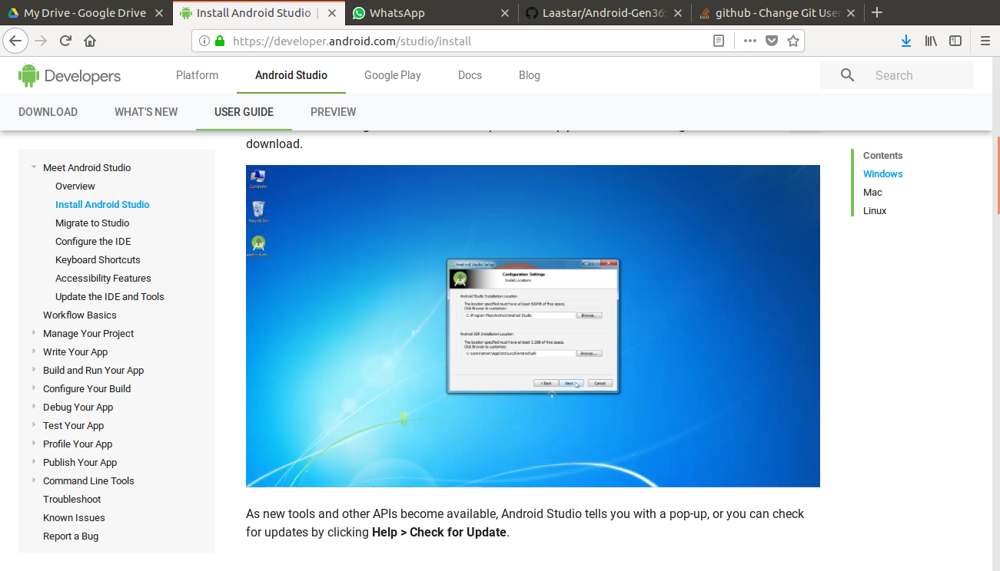 My Drive - Google Drive
Install Android Studio |
WhatsApp
Laastar/Android-Gen36
github - Change Git User
https://developer.android.com/studio/install
Developers
Platform
Android Studio
Google Play
Docs
Blog
Search
DOWNLOAD
WHAT'S NEW
USER GUIDE
PREVIEW
Meet Android Studio
Overview
Install Android Studio
Migrate to Studio
Configure the IDE
Keyboard Shortcuts
Accessibility Features
Update the IDE and Tools
Workflow Basics
Manage Your Project
Write Your App
Build and Run Your App
Configure Your Build
Debug Your App
Test Your App
Profile Your App
Publish Your App
Command Line Tools
Troubleshoot
Known Issues
Report a Bug
download.
Computer
Recycle Bin
Android Studio Setup
Configuration Settings
Install Locations
Android Studio Installation Location
The location specified must have at least 500MB of free space.
Click Browse to customize:
C:\Program Files\Android\Android Studio
Browse...
Android SDK Installation Location
The location specified must have at least 3.2GB of free space.
Click Browse to customize:
Browse...
< Back
Next >
Cancel
As new tools and other APIs become available, Android Studio tells you with a pop-up, or you can check
for updates by clicking Help > Check for Update.
Contents
Windows
Mac
Linux